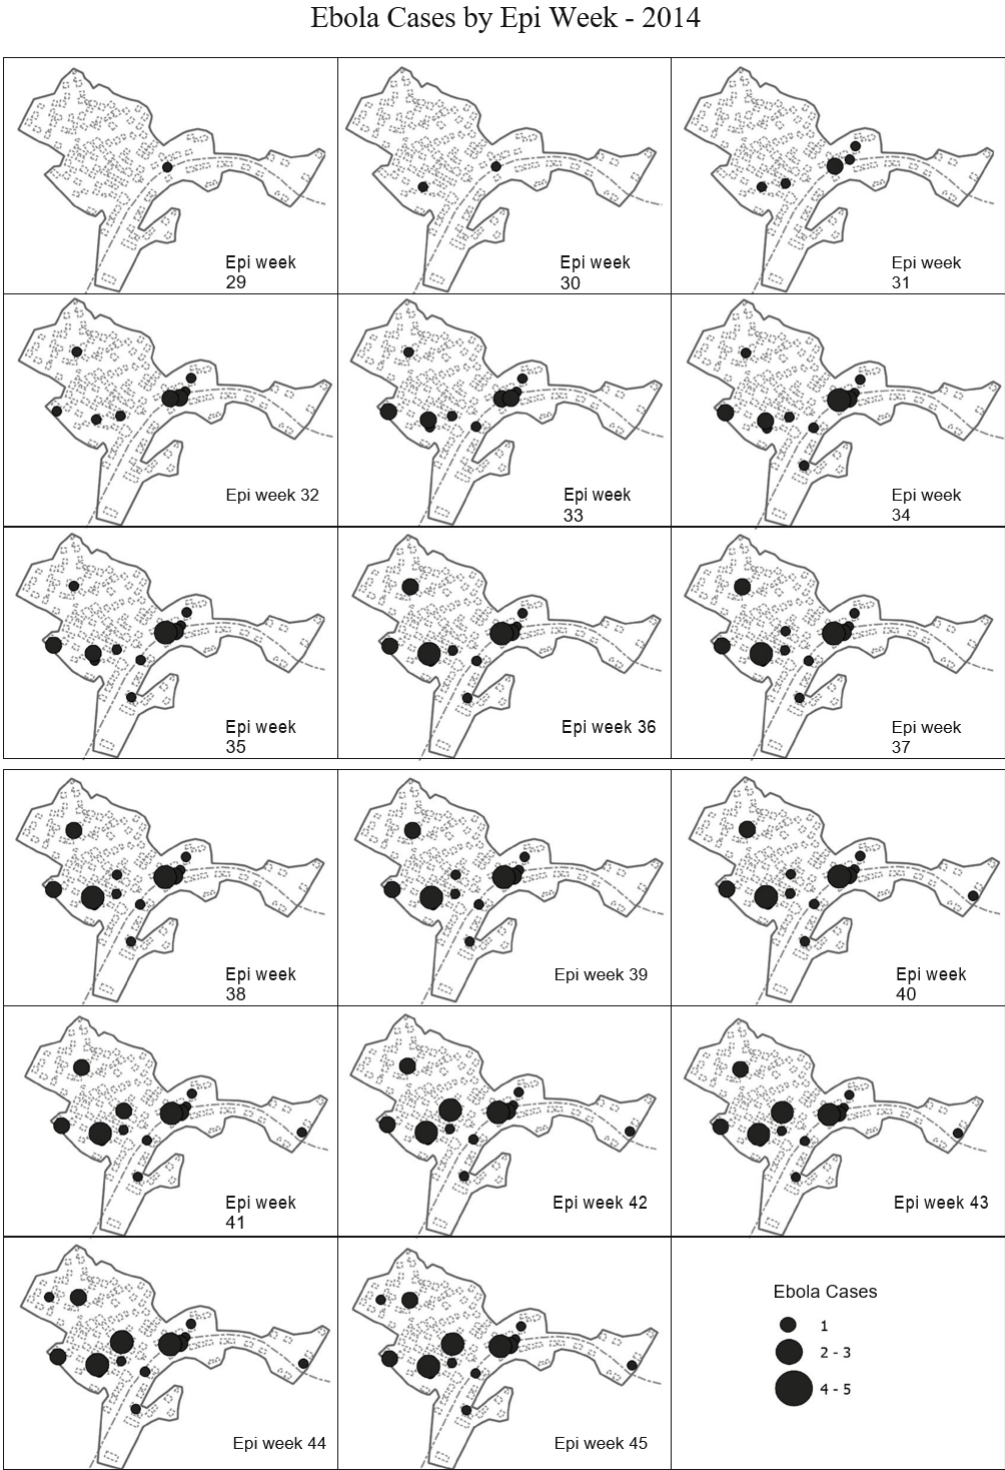 Ebola Cases by Epi Week - 2014
Epi week
29
Epi week
30
Epi week
31
Epi week 32
Epi week
33
Epi week
34
Epi week
35
Epi week 36
Epi week
37
Epi week
38
Epi week 39
Epi week
40
Epi week
41
Epi week 42
Epi week 43
Epi week 44
Epi week 45
Ebola Cases
1
2 - 3
4 - 5